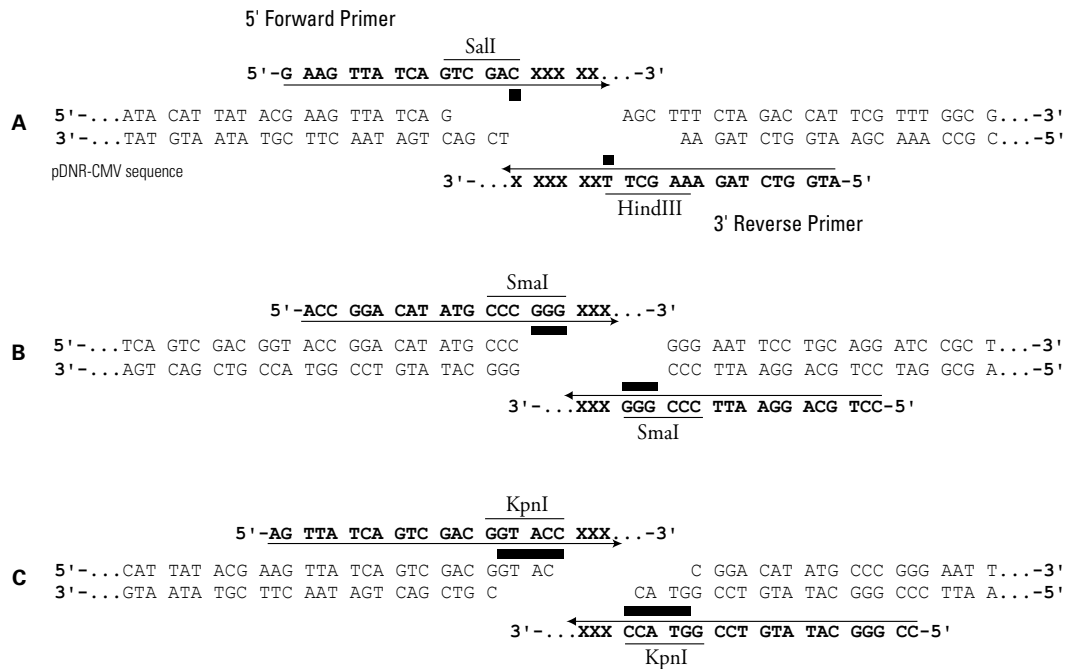 5' Forward Primer
SalI
5'-G AAG TTA TCA GTCGAC XXX XX...-3'
A
5'-...ATA CAT TAT ACG AAG TTA TCA G AGC TTT CTA GAC CAT TCG TTT GGC G...-3'
3'-...TAT GTA ATA TGC TTC AAT AGT CAG CT AA GAT CTG GTA AGC AAA CCG C...-5'
pDNR-CMV sequence
3'-...X XXX XXT TCG AAA GAT CTG GTA-5'
HindIII
3' Reverse Primer
SmaI
5'-ACC GGA CAT ATG CCC GGG XXX...-3'
B
5'-...TCA GTC GAC GGT ACC GGA CAT ATG CCC GGG AAT TCC TGC AGG ATC CGC T...-3'
3'-...AGT CAG CTG CCA TGG CCT GTA TAC GGG CCC TTA AGG ACG TCC TAG GCG A...-5'
3'-...XXX GGG CCC TTA AGG ACG TCC-5'
SmaI
KpnI
5'-AG TTA TCA GTC GAC GGT ACC XXX...-3'
C
5'-...CAT TAT ACG AAG TTA TCA GTC GAC GGT AC C GGA CAT ATG CCC GGG AAT T...-3'
3'-...GTA ATA TGC TTC AAT AGT CAG CTG C CA TGG CCT GTA TAC GGG CCC TTA A...-5'
3'-...XXX CCA TGG CCT GTA TAC GGG CC-5'
KpnI